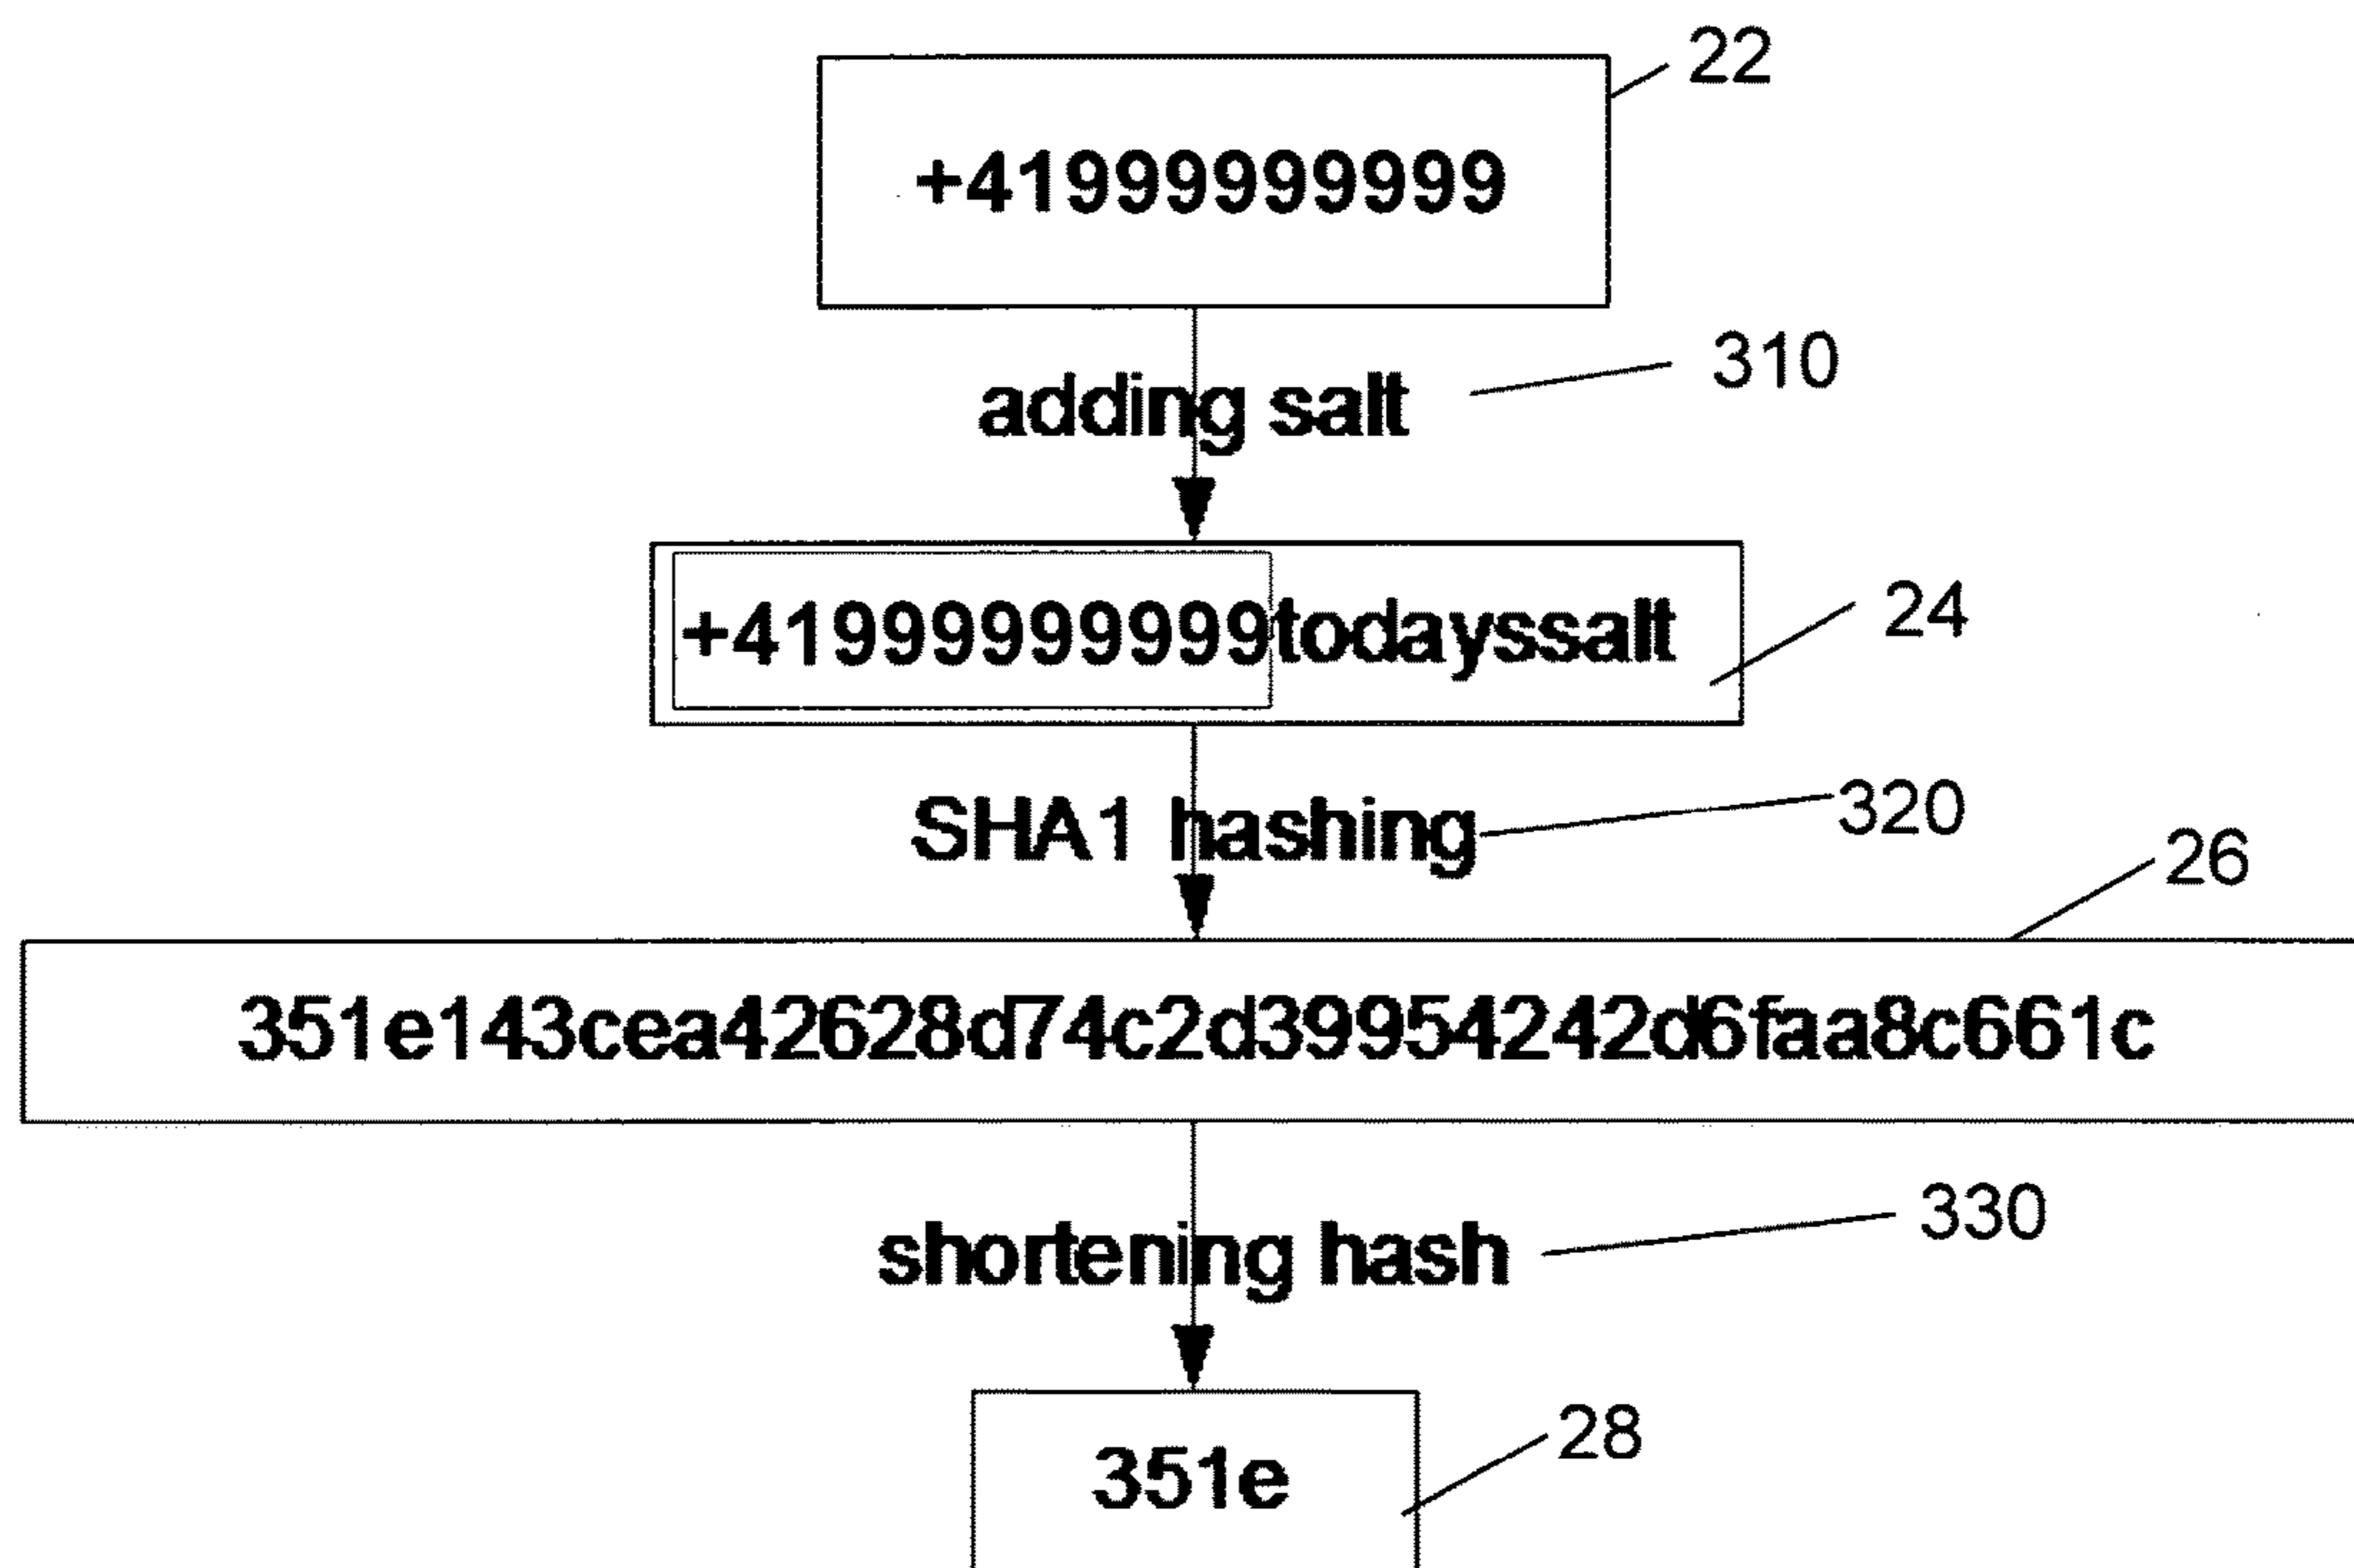 22
+41999999999
310
adding salt
+41999999999todayssalt
24
SHA1 hashing
320
26
351e143cea42628d74c2d39954242d6faa8c661c
330
shortening hash
28
351e